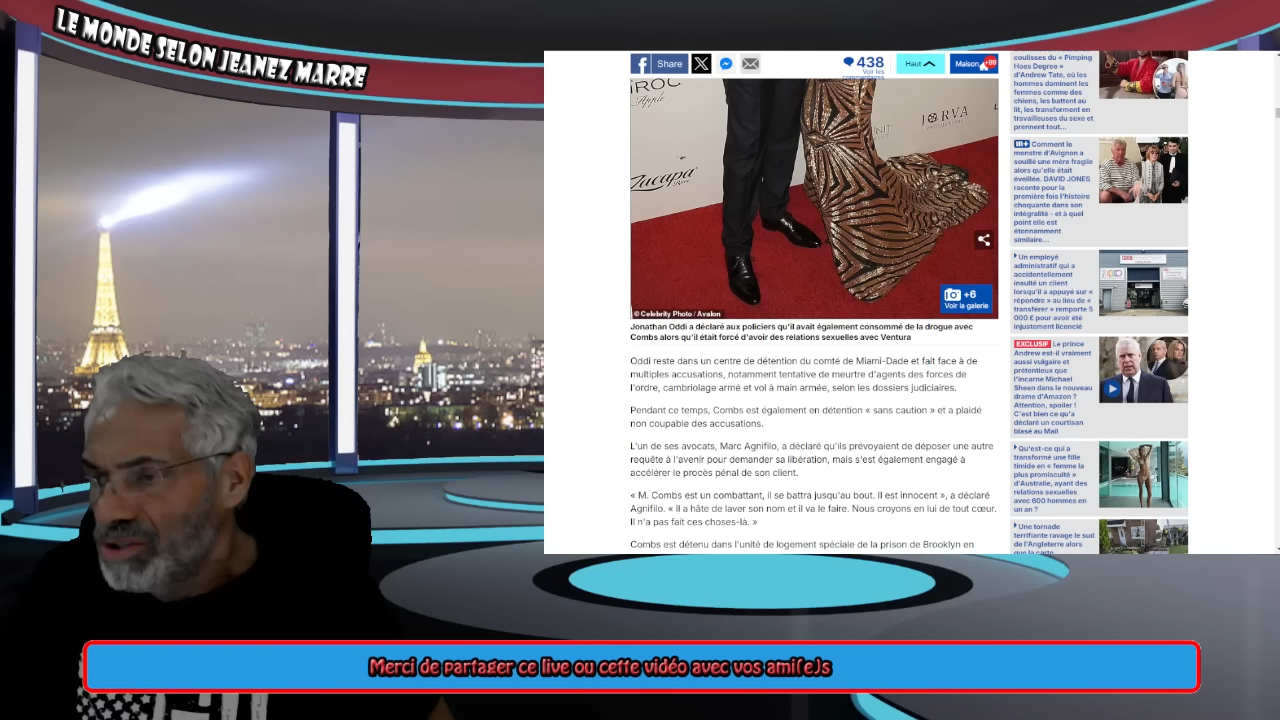 LE MONDE SELON JEANEZ MARRE
Share
438
Voir les
commentaires
Haut
Maison
+99
IROC
Apple
Zucapa
JORVA
+6
Voir la galerie
© Celebrity Photo / Avalon
Jonathan Oddi a déclaré aux policiers qu'il avait également consommé de la drogue avec
Combs alors qu'il était forcé d'avoir des relations sexuelles avec Ventura
Oddi reste dans un centre de détention du comté de Miami-Dade et fait face à de
multiples accusations, notamment tentative de meurtre d'agents des forces de
l'ordre, cambriolage armé et vol à main armée, selon les dossiers judiciaires.
Pendant ce temps, Combs est également en détention « sans caution » et a plaidé
non coupable des accusations.
L'un de ses avocats, Marc Agnifilo, a déclaré qu'ils prévoyaient de déposer une autre
requête à l'avenir pour demander sa libération, mais s'est également engagé à
accélérer le procès pénal de son client.
« M. Combs est un combattant, il se battra jusqu'au bout. Il est innocent », a déclaré
Agnifilo. « Il a hâte de laver son nom et il va le faire. Nous croyons en lui de tout cœur.
Il n'a pas fait ces choses-là. »
Combs est détenu dans l'unité de logement spéciale de la prison de Brooklyn en
coulisses du « Pimping
Hoes Degree »
d'Andrew Tate, où les
hommes dominent les
femmes comme des
chiens, les battent au
lit, les transforment en
travailleuses du sexe et
prennent tout...
Comment le
monstre d'Avignon a
souillé une mère fragile
alors qu'elle était
éveillée. DAVID JONES
raconte pour la
première fois l'histoire
choquante dans son
intégralité - et à quel
point elle est
étonnamment
similaire...
Un employé
administratif qui a
accidentellement
insulté un client
lorsqu'il a appuyé sur «
répondre » au lieu de «
transférer » remporte 5
000 £ pour avoir été
injustement licencié
EXCLUSIF Le prince
Andrew est-il vraiment
aussi vulgaire et
prétentieux que
l'incarne Michael
Sheen dans le nouveau
drame d'Amazon ?
Attention, spoiler !
C'est bien ce qu'a
déclaré un courtisan
blasé au Mail
Qu'est-ce qui a
transformé une fille
timide en « femme la
plus promiscuité »
d'Australie, ayant des
relations sexuelles
avec 600 hommes en
un an ?
Une tornade
terrifiante ravage le sud
de l'Angleterre alors
que la carte
Merci de partager ce live ou cette vidéo avec vos ami(e)s